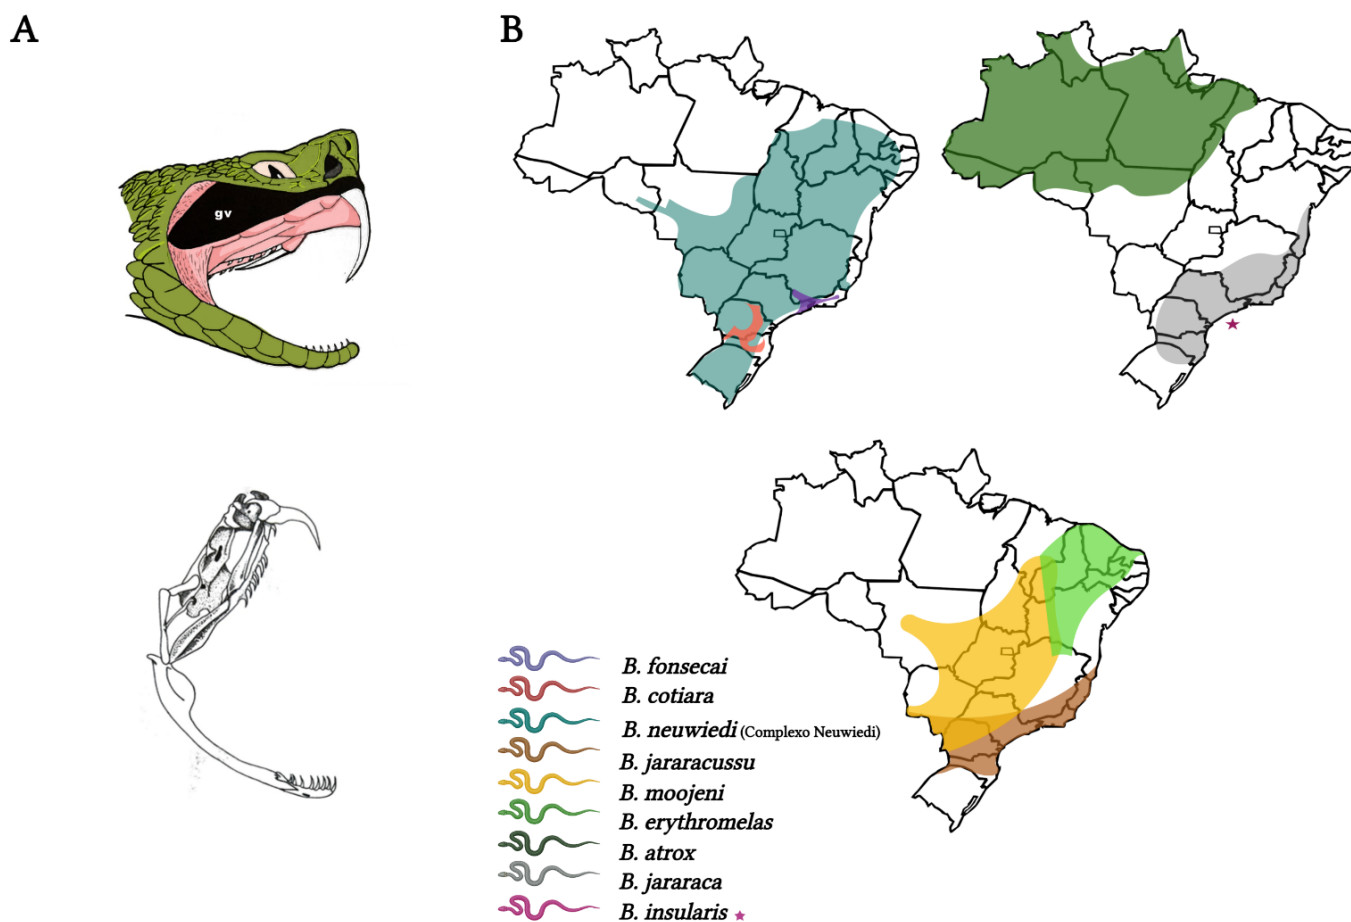 A
B
gv
B. fonsecai
B. cotiara
B. neuwiedi (Complexo Neuwiedi)
B. jararacussu
B. moojeni
B. erythromelas
B. atrox
B. jararaca
B. insularis